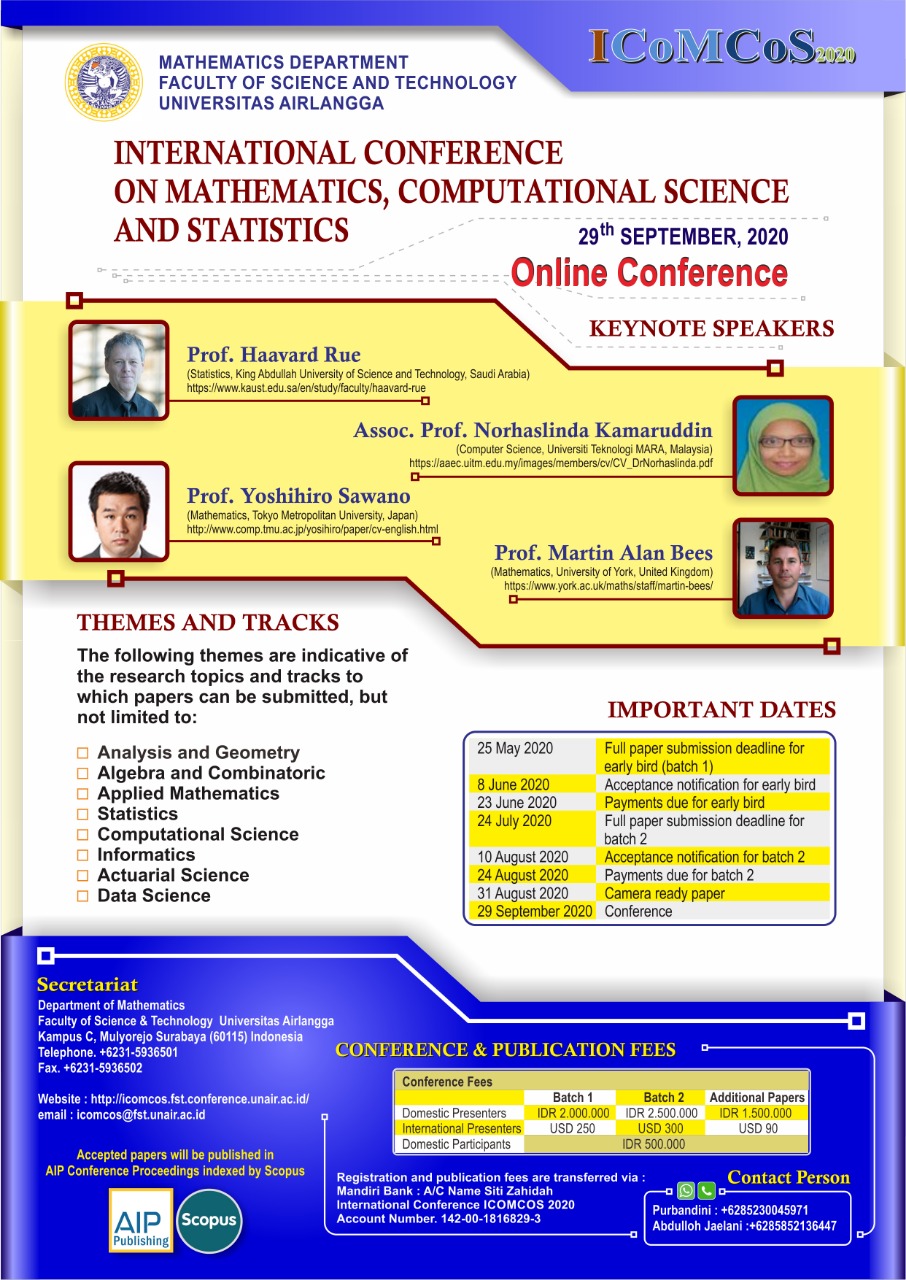 MATHEMATICS DEPARTMENT
FACULTY OF SCIENCE AND TECHNOLOGY
UNIVERSITAS AIRLANGGA
ICoMCoS2020
INTERNATIONAL CONFERENCE
ON MATHEMATICS, COMPUTATIONAL SCIENCE
AND STATISTICS
29th SEPTEMBER, 2020
Online Conference
KEYNOTE SPEAKERS
Prof. Haavard Rue
(Statistics, King Abdullah University of Science and Technology, Saudi Arabia)
https://www.kaust.edu.sa/en/study/faculty/haavard-rue
Assoc. Prof. Norhaslinda Kamaruddin
(Computer Science, Universiti Teknologi MARA, Malaysia)
https://aaec.uitm.edu.my/images/members/cv/CV_DrNorhaslinda.pdf
Prof. Yoshihiro Sawano
(Mathematics, Tokyo Metropolitan University, Japan)
http://www.comp.tmu.ac.jp/yosihiro/paper/cv-english.html
Prof. Martin Alan Bees
(Mathematics, University of York, United Kingdom)
https://www.york.ac.uk/maths/staff/martin-bees/
THEMES AND TRACKS
The following themes are indicative of
the research topics and tracks to
which papers can be submitted, but
not limited to:
Analysis and Geometry
Algebra and Combinatoric
Applied Mathematics
Statistics
Computational Science
Informatics
Actuarial Science
Data Science
IMPORTANT DATES
25 May 2020 Full paper submission deadline for
early bird (batch 1)
8 June 2020 Acceptance notification for early bird
23 June 2020 Payments due for early bird
24 July 2020 Full paper submission deadline for
batch 2
10 August 2020 Acceptance notification for batch 2
24 August 2020 Payments due for batch 2
31 August 2020 Camera ready paper
29 September 2020 Conference
Secretariat
Department of Mathematics
Faculty of Science & Technology Universitas Airlangga
Kampus C, Mulyorejo Surabaya (60115) Indonesia
Telephone. +6231-5936501
Fax. +6231-5936502
Website : http://icomcos.fst.conference.unair.ac.id/
email : icomcos@fst.unair.ac.id
Accepted papers will be published in
AIP Conference Proceedings indexed by Scopus
AIP
Publishing
Scopus
CONFERENCE & PUBLICATION FEES
Conference Fees
Batch 1 Batch 2 Additional Papers
Domestic Presenters IDR 2.000.000 IDR 2.500.000 IDR 1.500.000
International Presenters USD 250 USD 300 USD 90
Domestic Participants IDR 500.000
Registration and publication fees are transferred via :
Mandiri Bank : A/C Name Siti Zahidah
International Conference ICOMCOS 2020
Account Number. 142-00-1816829-3
Contact Person
Purbandini : +6285230045971
Abdulloh Jaelani :+6285852136447